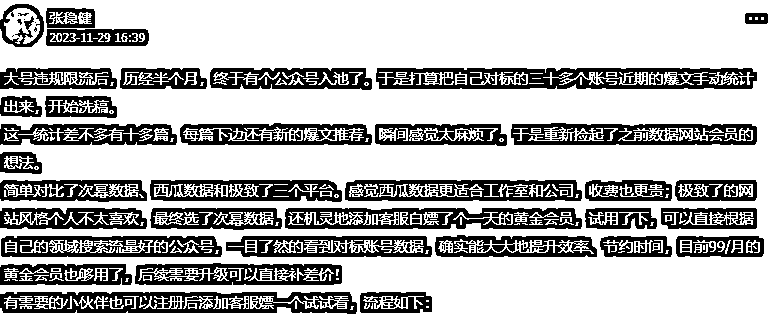 张稳健
2023-11-29 16:39
大号违规限流后，历经半个月，终于有个公众号入池了。于是打算把自己对标的三十多个账号近期的爆文手动统计
出来，开始洗稿。
这一统计差不多有十多篇，每篇下边还有新的爆文推荐，瞬间感觉太麻烦了。于是重新捡起了之前数据网站会员的
想法。
简单对比了次幂数据、西瓜数据和极致了三个平台。感觉西瓜数据更适合工作室和公司，收费也更贵；极致了的网
站风格个人不太喜欢，最终选了次幂数据，还机灵地添加客服白嫖了个一天的黄金会员，试用了下，可以直接根据
自己的领域搜索流量好的公众号，一目了然的看到对标账号数据，确实能大大地提升效率、节约时间，目前99/月的
黄金会员也够用了，后续需要升级可以直接补差价！
有需要的小伙伴也可以注册后添加客服嫖一个试试看，流程如下：